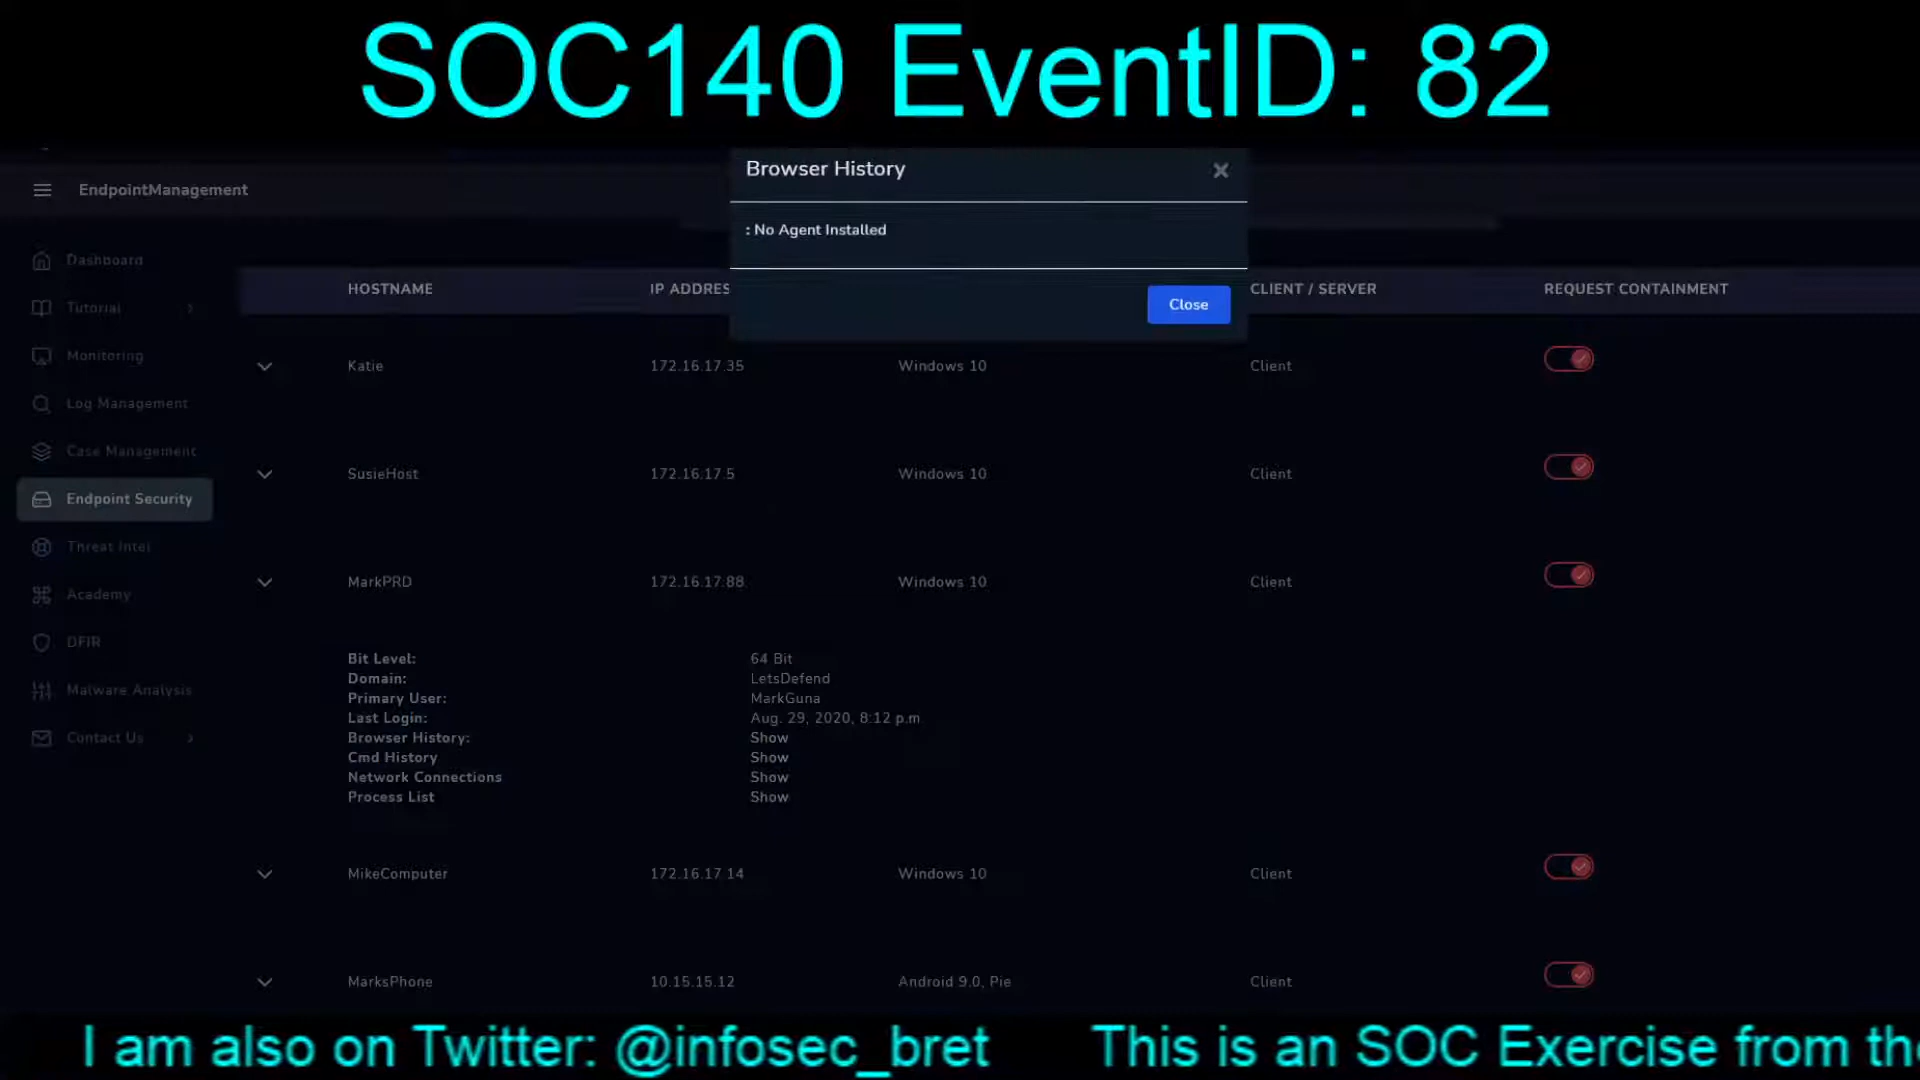 SOC140 EventID: 82
Browser History
: No Agent Installed
Close
EndpointManagement
Dashboard
Tutorial
Monitoring
Log Management
Case Management
Endpoint Security
Threat Intel
Academy
DFIR
Malware Analysis
Contact Us
HOSTNAME IP ADDRES CLIENT / SERVER REQUEST CONTAINMENT
Katie 172.16.17.35 Windows 10 Client
SusieHost 172.16.17.5 Windows 10 Client
MarkPRD 172.16.17.88 Windows 10 Client
Bit Level: 64 Bit
Domain: LetsDefend
Primary User: MarkGuna
Last Login: Aug. 29, 2020, 8:12 p.m
Browser History: Show
Cmd History Show
Network Connections Show
Process List Show
MikeComputer 172.16.17.14 Windows 10 Client
MarksPhone 10.15.15.12 Android 9.0, Pie Client
I am also on Twitter: @infosec_bret This is an SOC Exercise from the